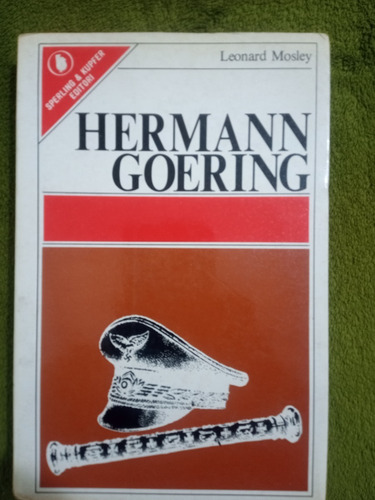 Leonard Mosley
SPERLING & KUPFER
EDITORI
HERMANN
GOERING